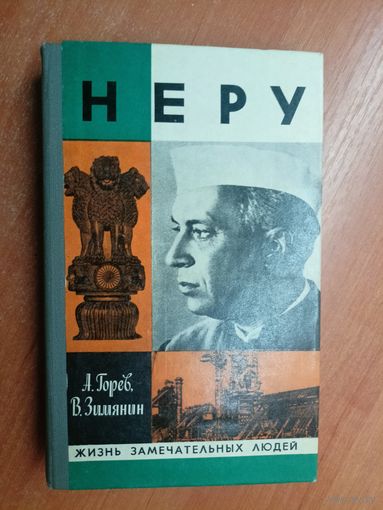 НЕРУ
А. Горев,
В. Зимянин
ЖИЗНЬ ЗАМЕЧАТЕЛЬНЫХ ЛЮДЕЙ